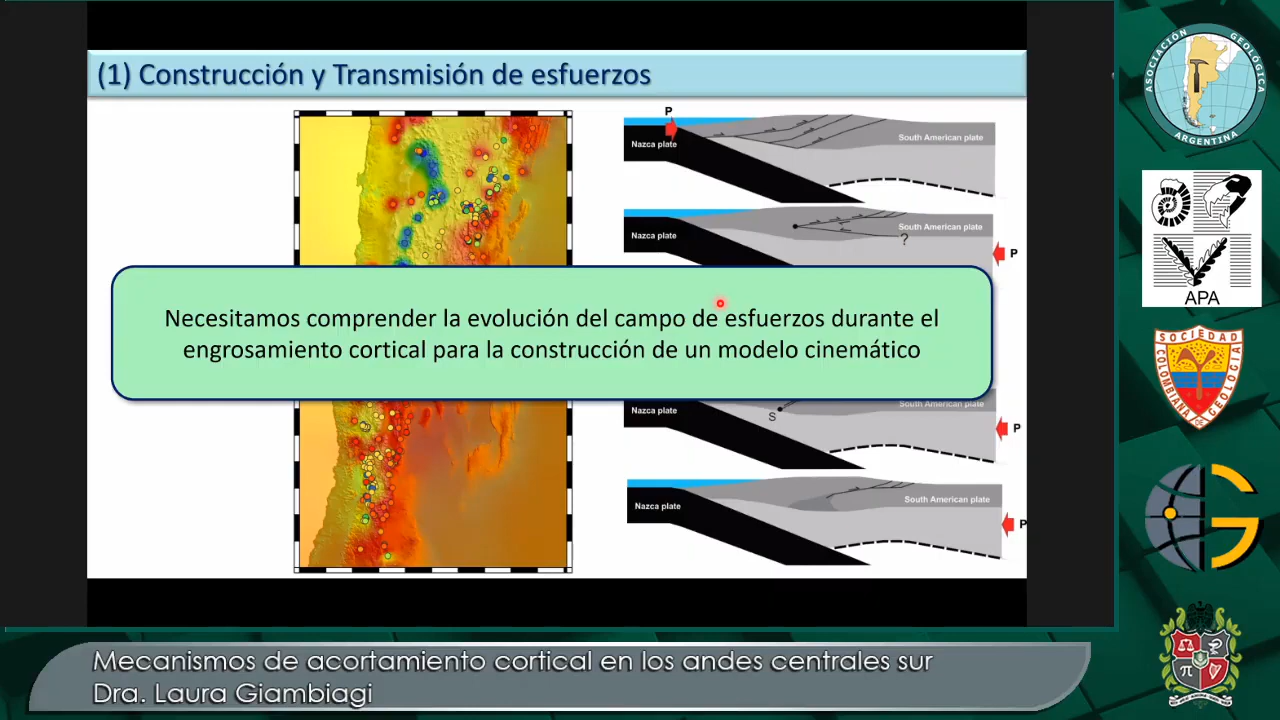 (1) Construcción y Transmisión de esfuerzos
P
Nazca plate
South American plate
Nazca plate
South American plate
?
P
Necesitamos comprender la evolución del campo de esfuerzos durante el
engrosamiento cortical para la construcción de un modelo cinemático
Nazca plate
South American plate
S
P
Nazca plate
South American plate
P
ASOCIACIÓN GEOLÓGICA
ARGENTINA
APA
SOCIEDAD
COLOMBIANA DE GEOLOGIA
G
Mecanismos de acortamiento cortical en los andes centrales sur
Dra. Laura Giambiagi